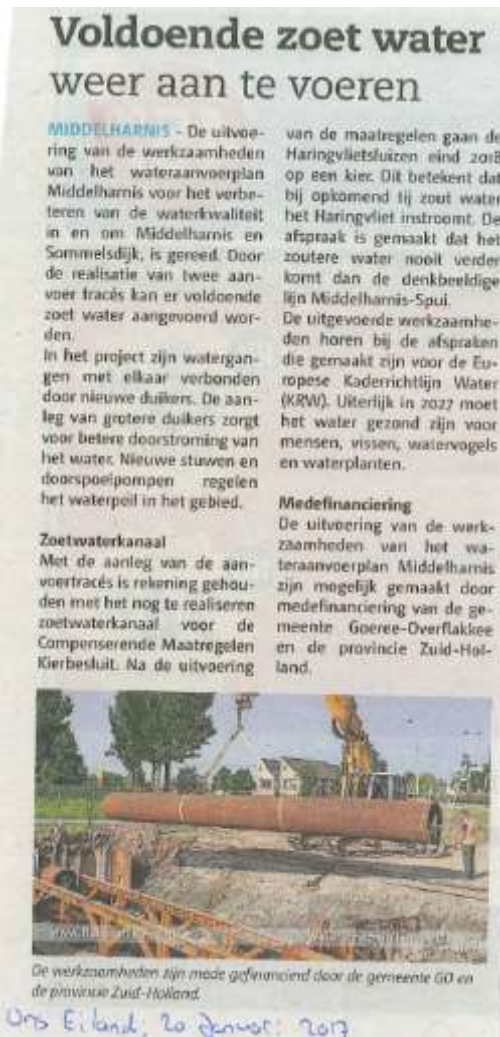 Voldoende zoet water
weer aan te voeren
MIDDELHARNIS - De uitvoe-
ring van de werkzaamheden
van het wateraanvoerplan
Middelharnis voor het verbe-
teren van de waterkwaliteit
in en om Middelharnis en
Sommelsdijk, is gereed. Door
de realisatie van twee aan-
voer tracés kan er voldoende
zoet water aangevoerd wor-
den.
In het project zijn watergan-
gen met elkaar verbonden
door nieuwe duikers. De aan-
leg van grotere duikers zorgt
voor betere doorstroming van
het water. Nieuwe stuwen en
doorspoelpompen regelen
het waterpeil in het gebied.
Zoetwaterkanaal
Met de aanleg van de aan-
voertracés is rekening gehou-
den met het nog te realiseren
zoetwaterkanaal voor de
Compenserende Maatregelen
Kierbesluit. Na de uitvoering
van de maatregelen gaan de
Haringvlietsluizen eind 2018
op een kier. Dit betekent dat
bij opkomend tij zout water
het Haringvliet instroomt. De
afspraak is gemaakt dat het
zoutere water nooit verder
komt dan de denkbeeldige
lijn Middelharnis-Spui.
De uitgevoerde werkzaamhe-
den horen bij de afspraken
die gemaakt zijn voor de Eu-
ropese Kaderrichtlijn Water
(KRW). Uiterlijk in 2027 moet
het water gezond zijn voor
mensen, vissen, watervogels
en waterplanten.
Medefinanciering
De uitvoering van de werk-
zaamheden van het wa-
teraanvoerplan Middelharnis
zijn mogelijk gemaakt door
medefinanciering van de ge-
meente Goeree-Overflakkee
en de provincie Zuid-Hol-
land.
De werkzaamheden zijn mede gefinancierd door de gemeente GO en
de provincie Zuid-Holland.
Ons Eiland, 20 Januari 2017